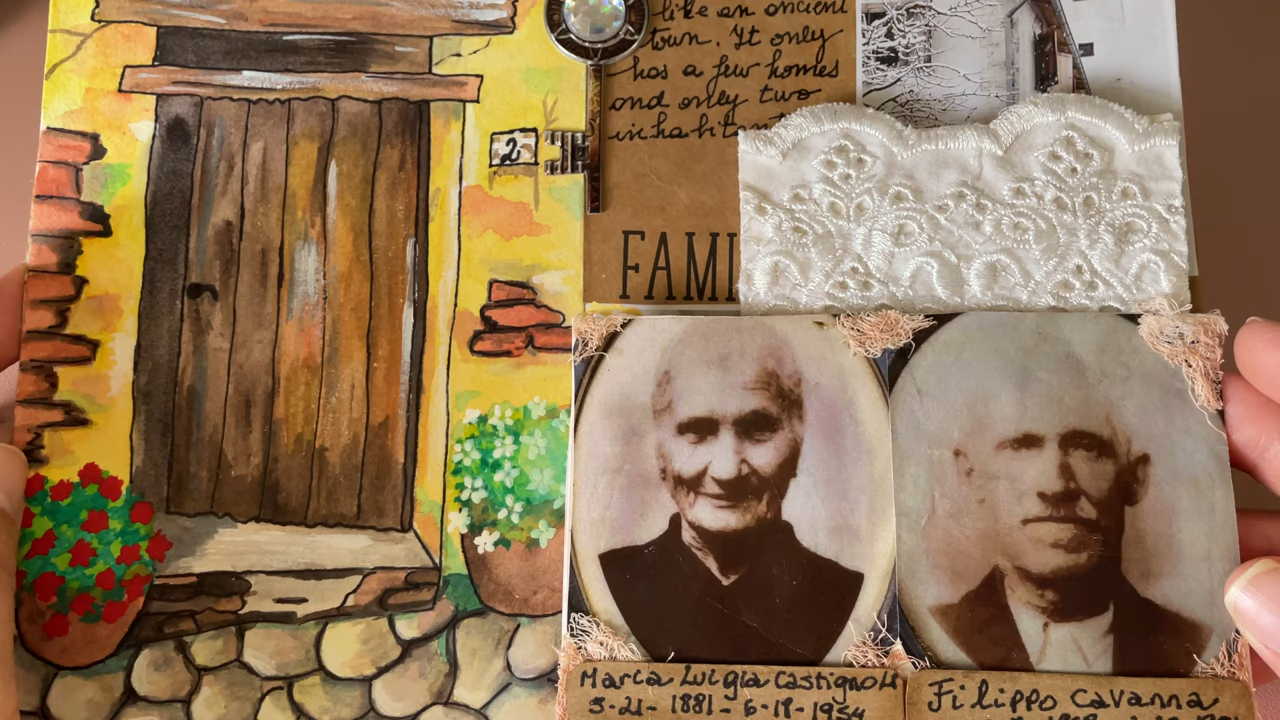 like an ancient
town. It only
has a few homes
and only two
2
FAMI
Maria Luigia Castignoli
5-21-1881-6-18-1954
Filippo Cavanna